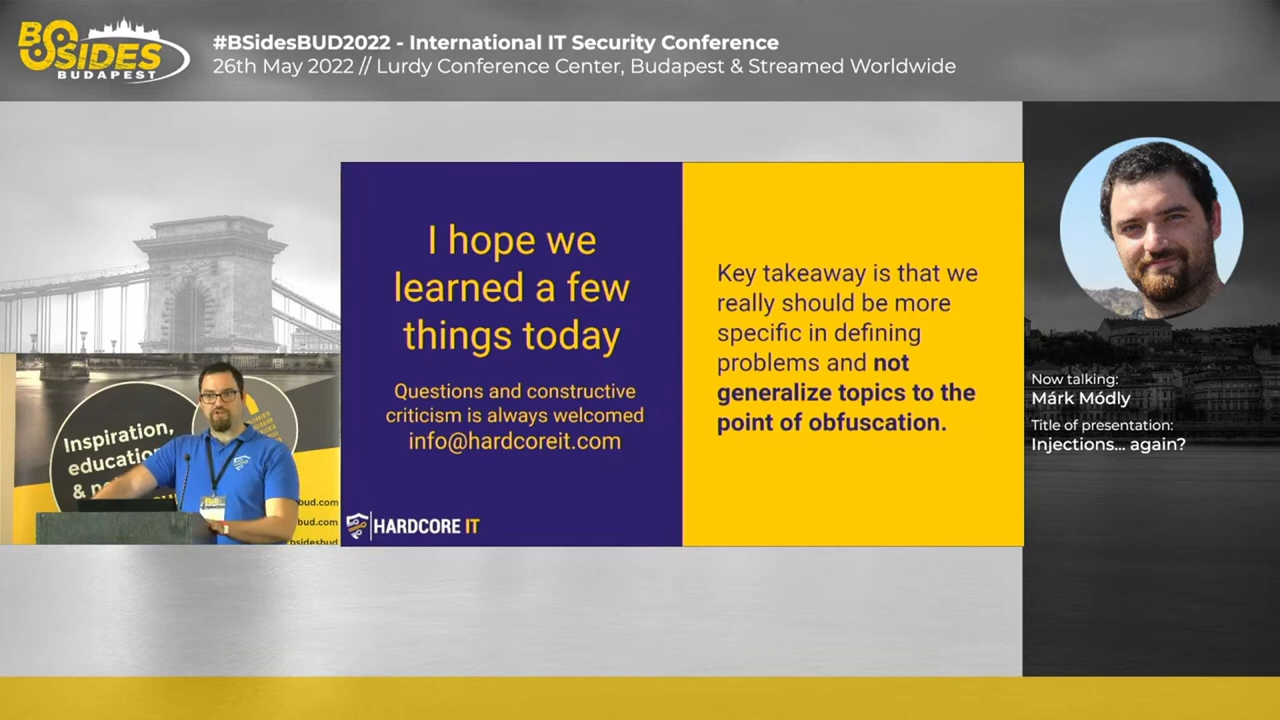 BSIDES
BUDAPEST
#BSidesBUD2022 - International IT Security Conference
26th May 2022 // Lurdy Conference Center, Budapest & Streamed Worldwide
I hope we
learned a few
things today
Questions and constructive
criticism is always welcomed
info@hardcoreit.com
HARDCORE IT
Key takeaway is that we
really should be more
specific in defining
problems and not
generalize topics to the
point of obfuscation.
Now talking:
Márk Módly
Title of presentation:
Injections... again?
Inspiration,
educatio
& n
bud.com
bud.com
bsidesbud